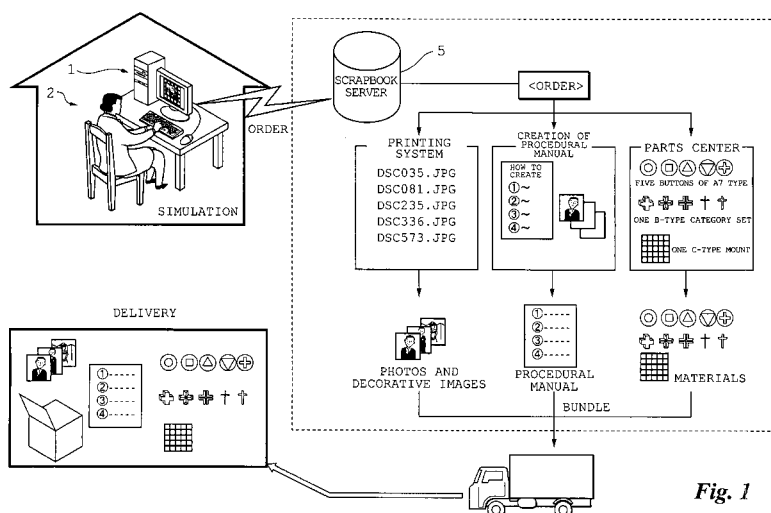 1
2
SIMULATION
ORDER
SCRAPBOOK
SERVER
5
<ORDER>
PRINTING
SYSTEM
DSC035.JPG
DSC081.JPG
DSC235.JPG
DSC336.JPG
DSC573.JPG
CREATION OF
PROCEDURAL
MANUAL
HOW TO
CREATE
①~
②~
③~
④~
PARTS CENTER
FIVE BUTTONS OF A7 TYPE
ONE B-TYPE CATEGORY SET
ONE C-TYPE MOUNT
PHOTOS AND
DECORATIVE IMAGES
①----
②----
③----
④----
PROCEDURAL
MANUAL
MATERIALS
BUNDLE
DELIVERY
①----
②----
③----
④----
Fig. 1